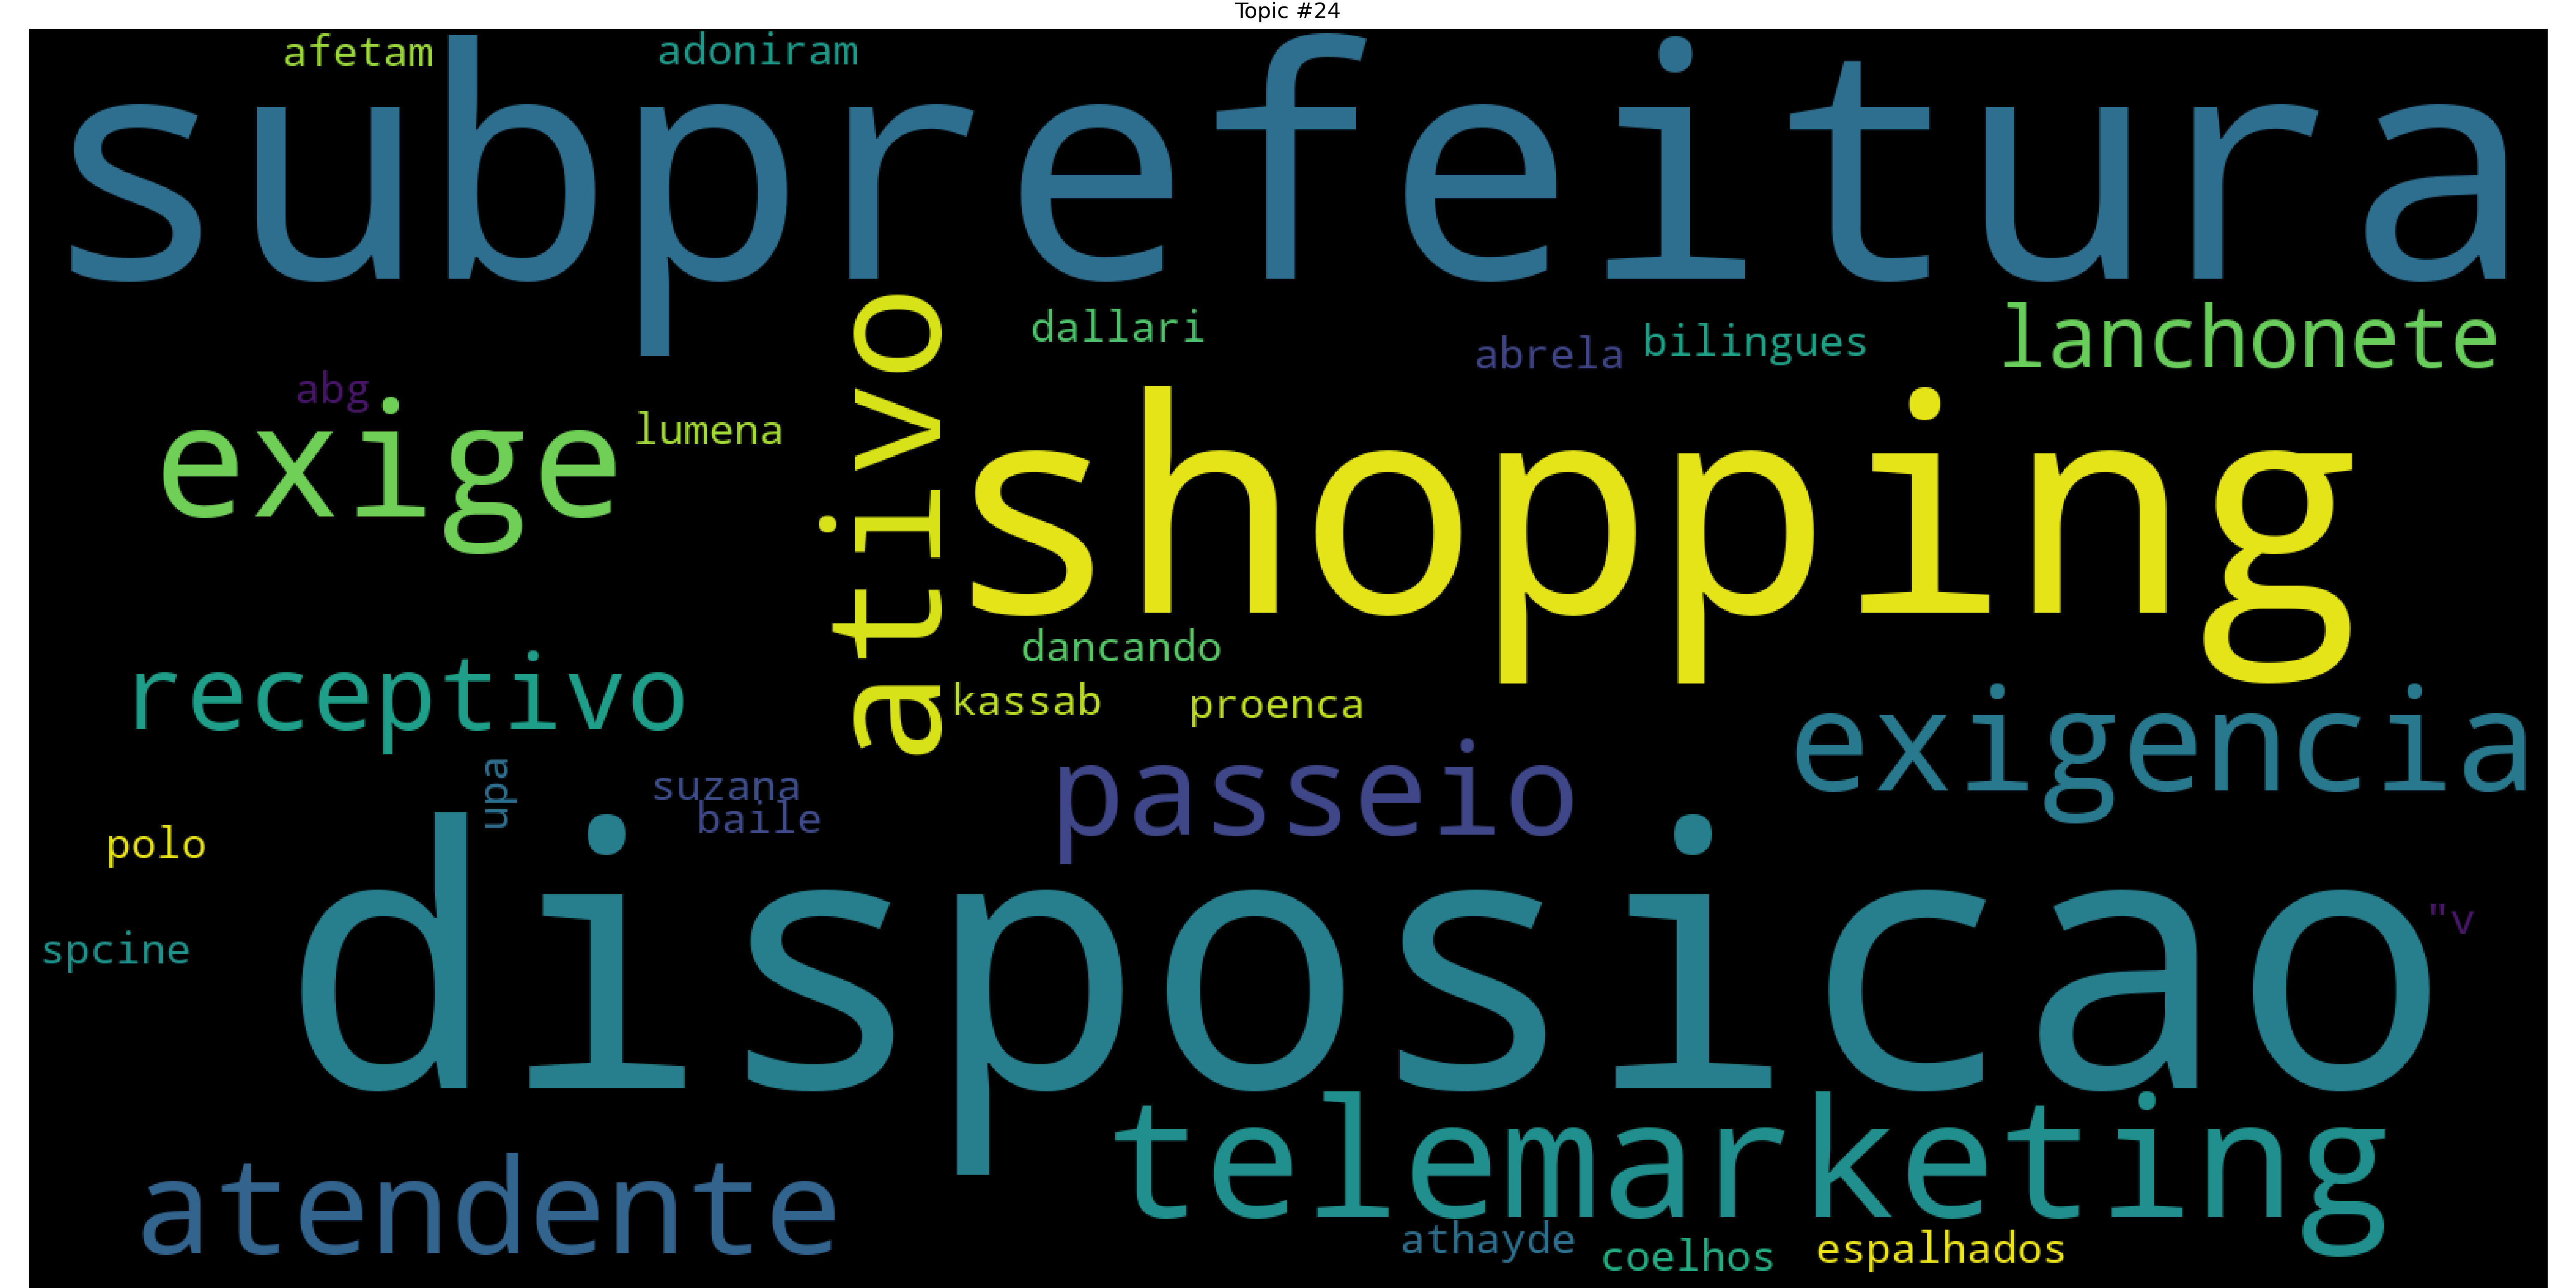 Topic #24
afetam
adoniram
subprefeitura
dallari
abrela
bilingues
lanchonete
abg
exige
lumena
ativo
shopping
dancando
receptivo
kassab
proenca
exigencia
upa
suzana
baile
passeio
polo
spcine
disposicao
"v
telemarketing
atendente
athayde
coelhos
espalhados